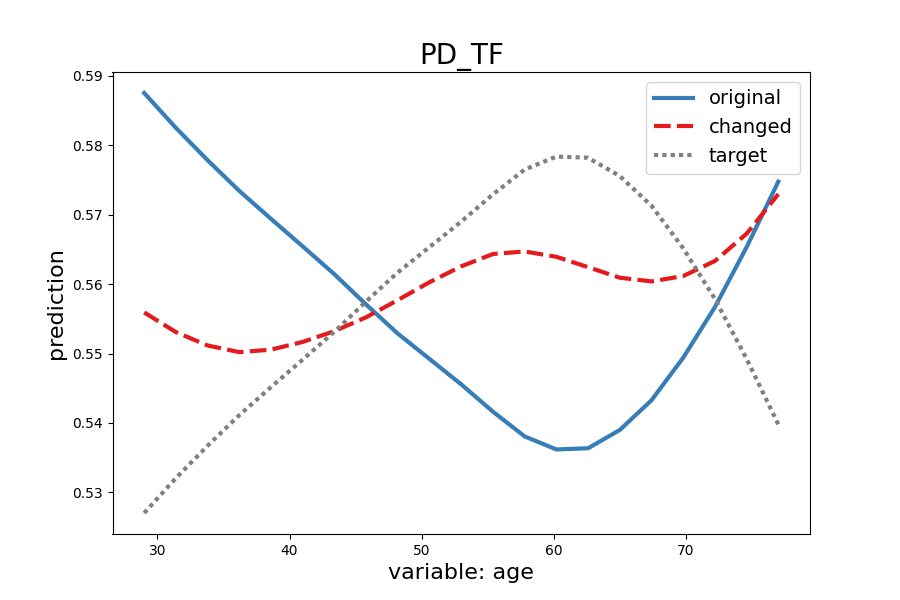 PD_TF
0.59
0.58
0.57
0.56
0.55
0.54
0.53
prediction
30 40 50 60 70
variable: age
original
changed
target